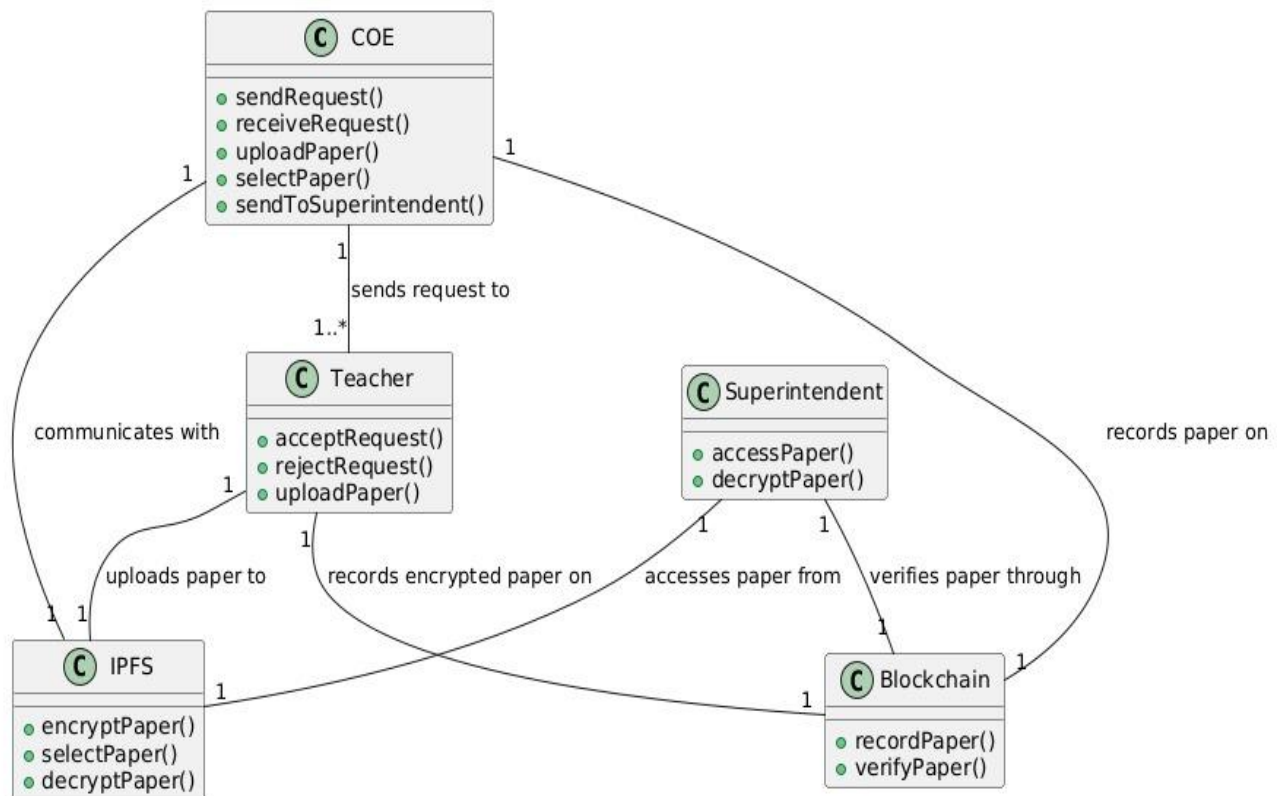 C COE
sendRequest()
receiveRequest()
uploadPaper()
selectPaper()
sendToSuperintendent()
1
1
1
sends request to
1..*
C Teacher
acceptRequest()
rejectRequest()
uploadPaper()
C Superintendent
accessPaper()
decryptPaper()
communicates with
records paper on
1
1
1
1
uploads paper to
records encrypted paper on
accesses paper from
verifies paper through
1
1
1
1
1
1
C IPFS
encryptPaper()
selectPaper()
decryptPaper()
C Blockchain
recordPaper()
verifyPaper()